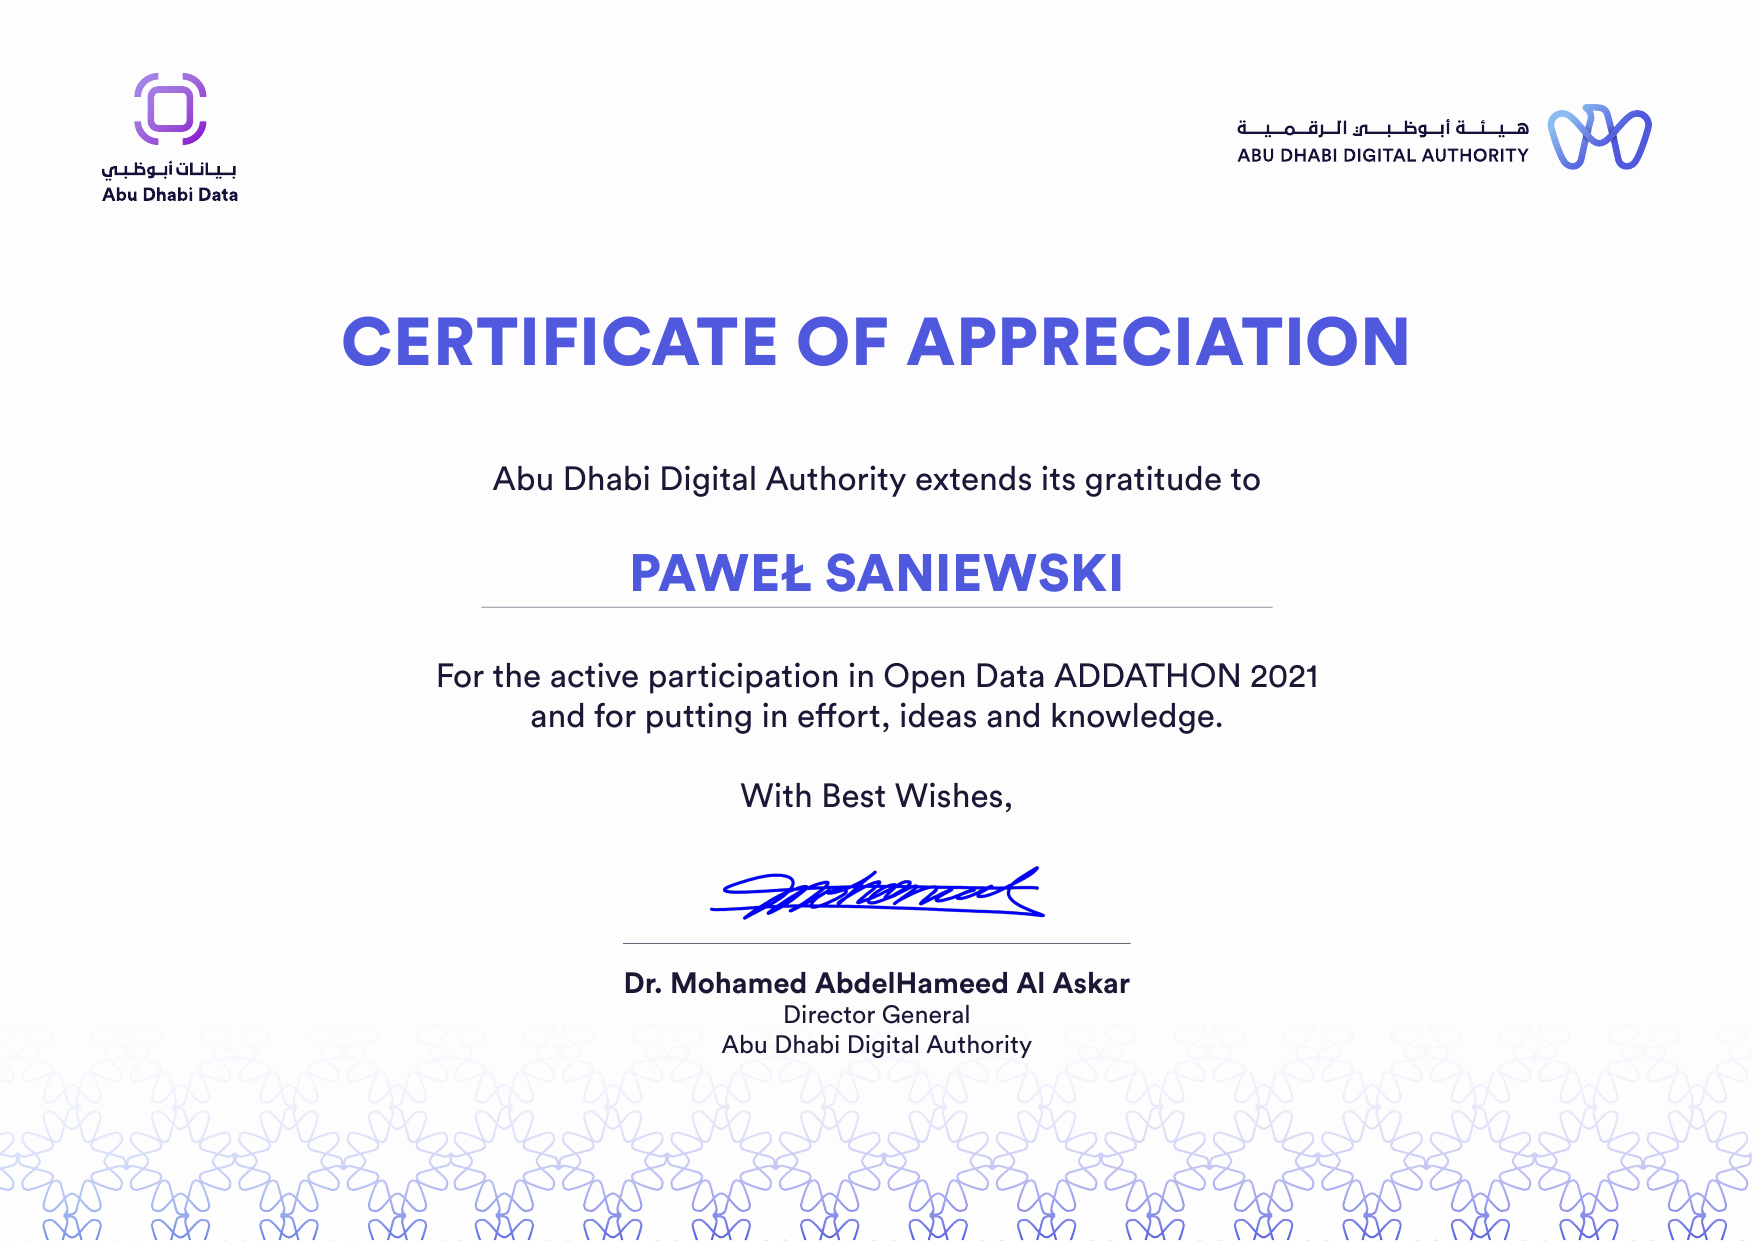 بيانات أبوظبي
Abu Dhabi Data
هيئة أبوظبي الرقمية
ABU DHABI DIGITAL AUTHORITY
CERTIFICATE OF APPRECIATION
Abu Dhabi Digital Authority extends its gratitude to
PAWEŁ SANIEWSKI
For the active participation in Open Data ADDATHON 2021
and for putting in effort, ideas and knowledge.
With Best Wishes,
Dr. Mohamed AbdelHameed Al Askar
Director General
Abu Dhabi Digital Authority